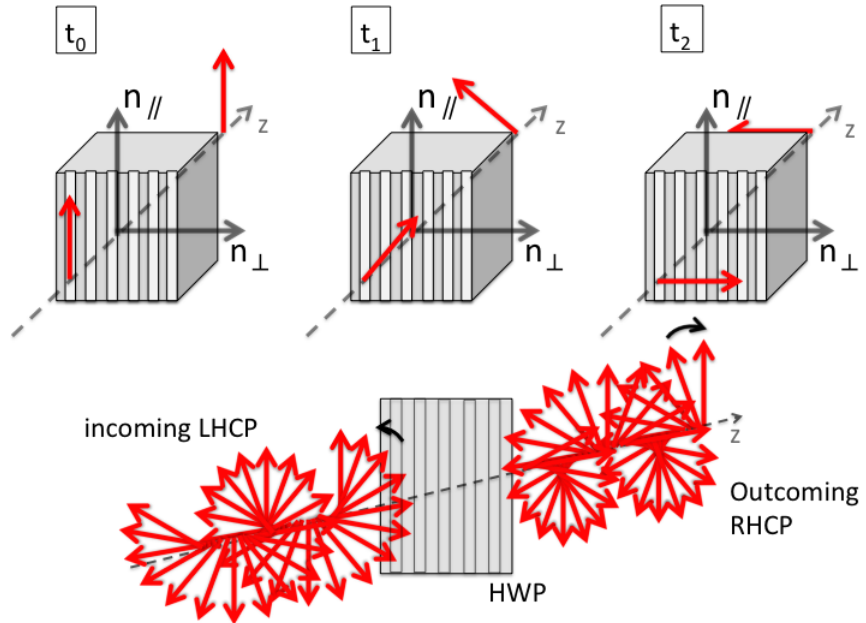 t₀
t₁
t₂
n //
n //
n //
z
z
z
n⊥
n⊥
n⊥
incoming LHCP
z
Outcoming
RHCP
HWP